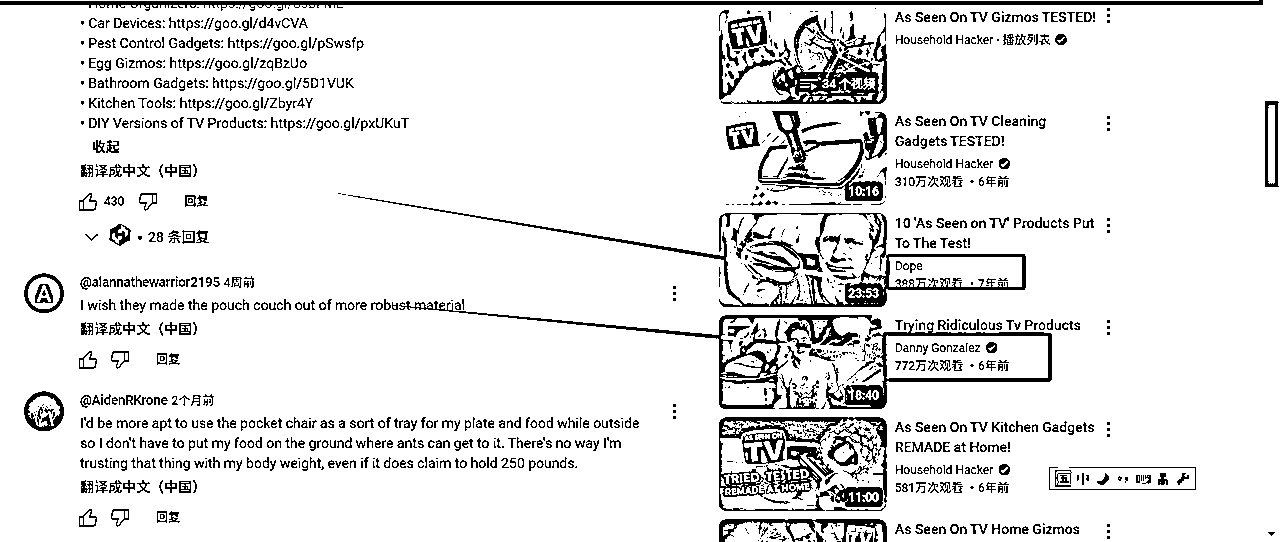 • Car Devices: https://goo.gl/d4vCVA
• Pest Control Gadgets: https://goo.gl/pSwsfp
• Egg Gizmos: https://goo.gl/zqBzUo
• Bathroom Gadgets: https://goo.gl/5D1VUK
• Kitchen Tools: https://goo.gl/Zbyr4Y
• DIY Versions of TV Products: https://goo.gl/pxUKuT
收起
翻译成中文（中国）
430 回复
• 28 条回复
@alannathewarrior2195 4周前
I wish they made the pouch couch out of more robust material
翻译成中文（中国）
回复
@AidenRKrone 2个月前
I'd be more apt to use the pocket chair as a sort of tray for my plate and food while outside
so I don't have to put my food on the ground where ants can get to it. There's no way I'm
trusting that thing with my body weight, even if it does claim to hold 250 pounds.
翻译成中文（中国）
回复
TV
34 个视频
As Seen On TV Gizmos TESTED!
Household Hacker · 播放列表
TV
10:16
As Seen On TV Cleaning
Gadgets TESTED!
Household Hacker
310万次观看 • 6年前
23:53
10 'As Seen on TV' Products Put
To The Test!
Dope
388万次观看 • 7年前
18:40
Trying Ridiculous Tv Products
Danny Gonzalez
772万次观看 • 6年前
AS SEEN ON
TV
TRIED, TESTED
REMADE AT HOME!
11:00
As Seen On TV Kitchen Gadgets
REMADE at Home!
Household Hacker
581万次观看 • 6年前
TV
As Seen On TV Home Gizmos